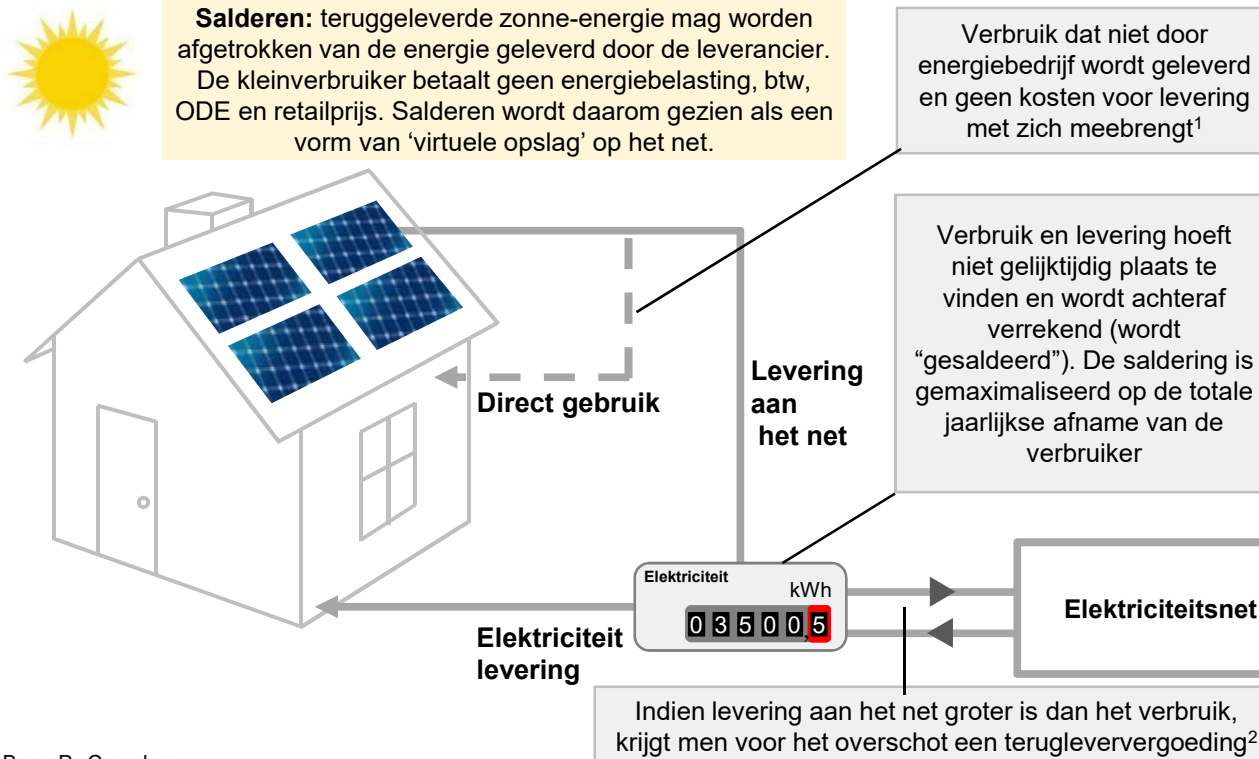 Salderen: teruggeleverde zonne-energie mag worden
afgetrokken van de energie geleverd door de leverancier.
De kleinverbruiker betaalt geen energiebelasting, btw,
ODE en retailprijs. Salderen wordt daarom gezien als een
vorm van ‘virtuele opslag’ op het net.
Verbruik dat niet door
energiebedrijf wordt geleverd
en geen kosten voor levering
met zich meebrengt¹
Verbruik en levering hoeft
niet gelijktijdig plaats te
vinden en wordt achteraf
verrekend (wordt
“gesaldeerd”). De saldering is
gemaximaliseerd op de totale
jaarlijkse afname van de
verbruiker
Direct gebruik
Levering
aan
het net
Elektriciteit
kWh
03500,5
Elektriciteit
levering
Elektriciteitsnet
Indien levering aan het net groter is dan het verbruik,
krijgt men voor het overschot een terugleververgoeding²